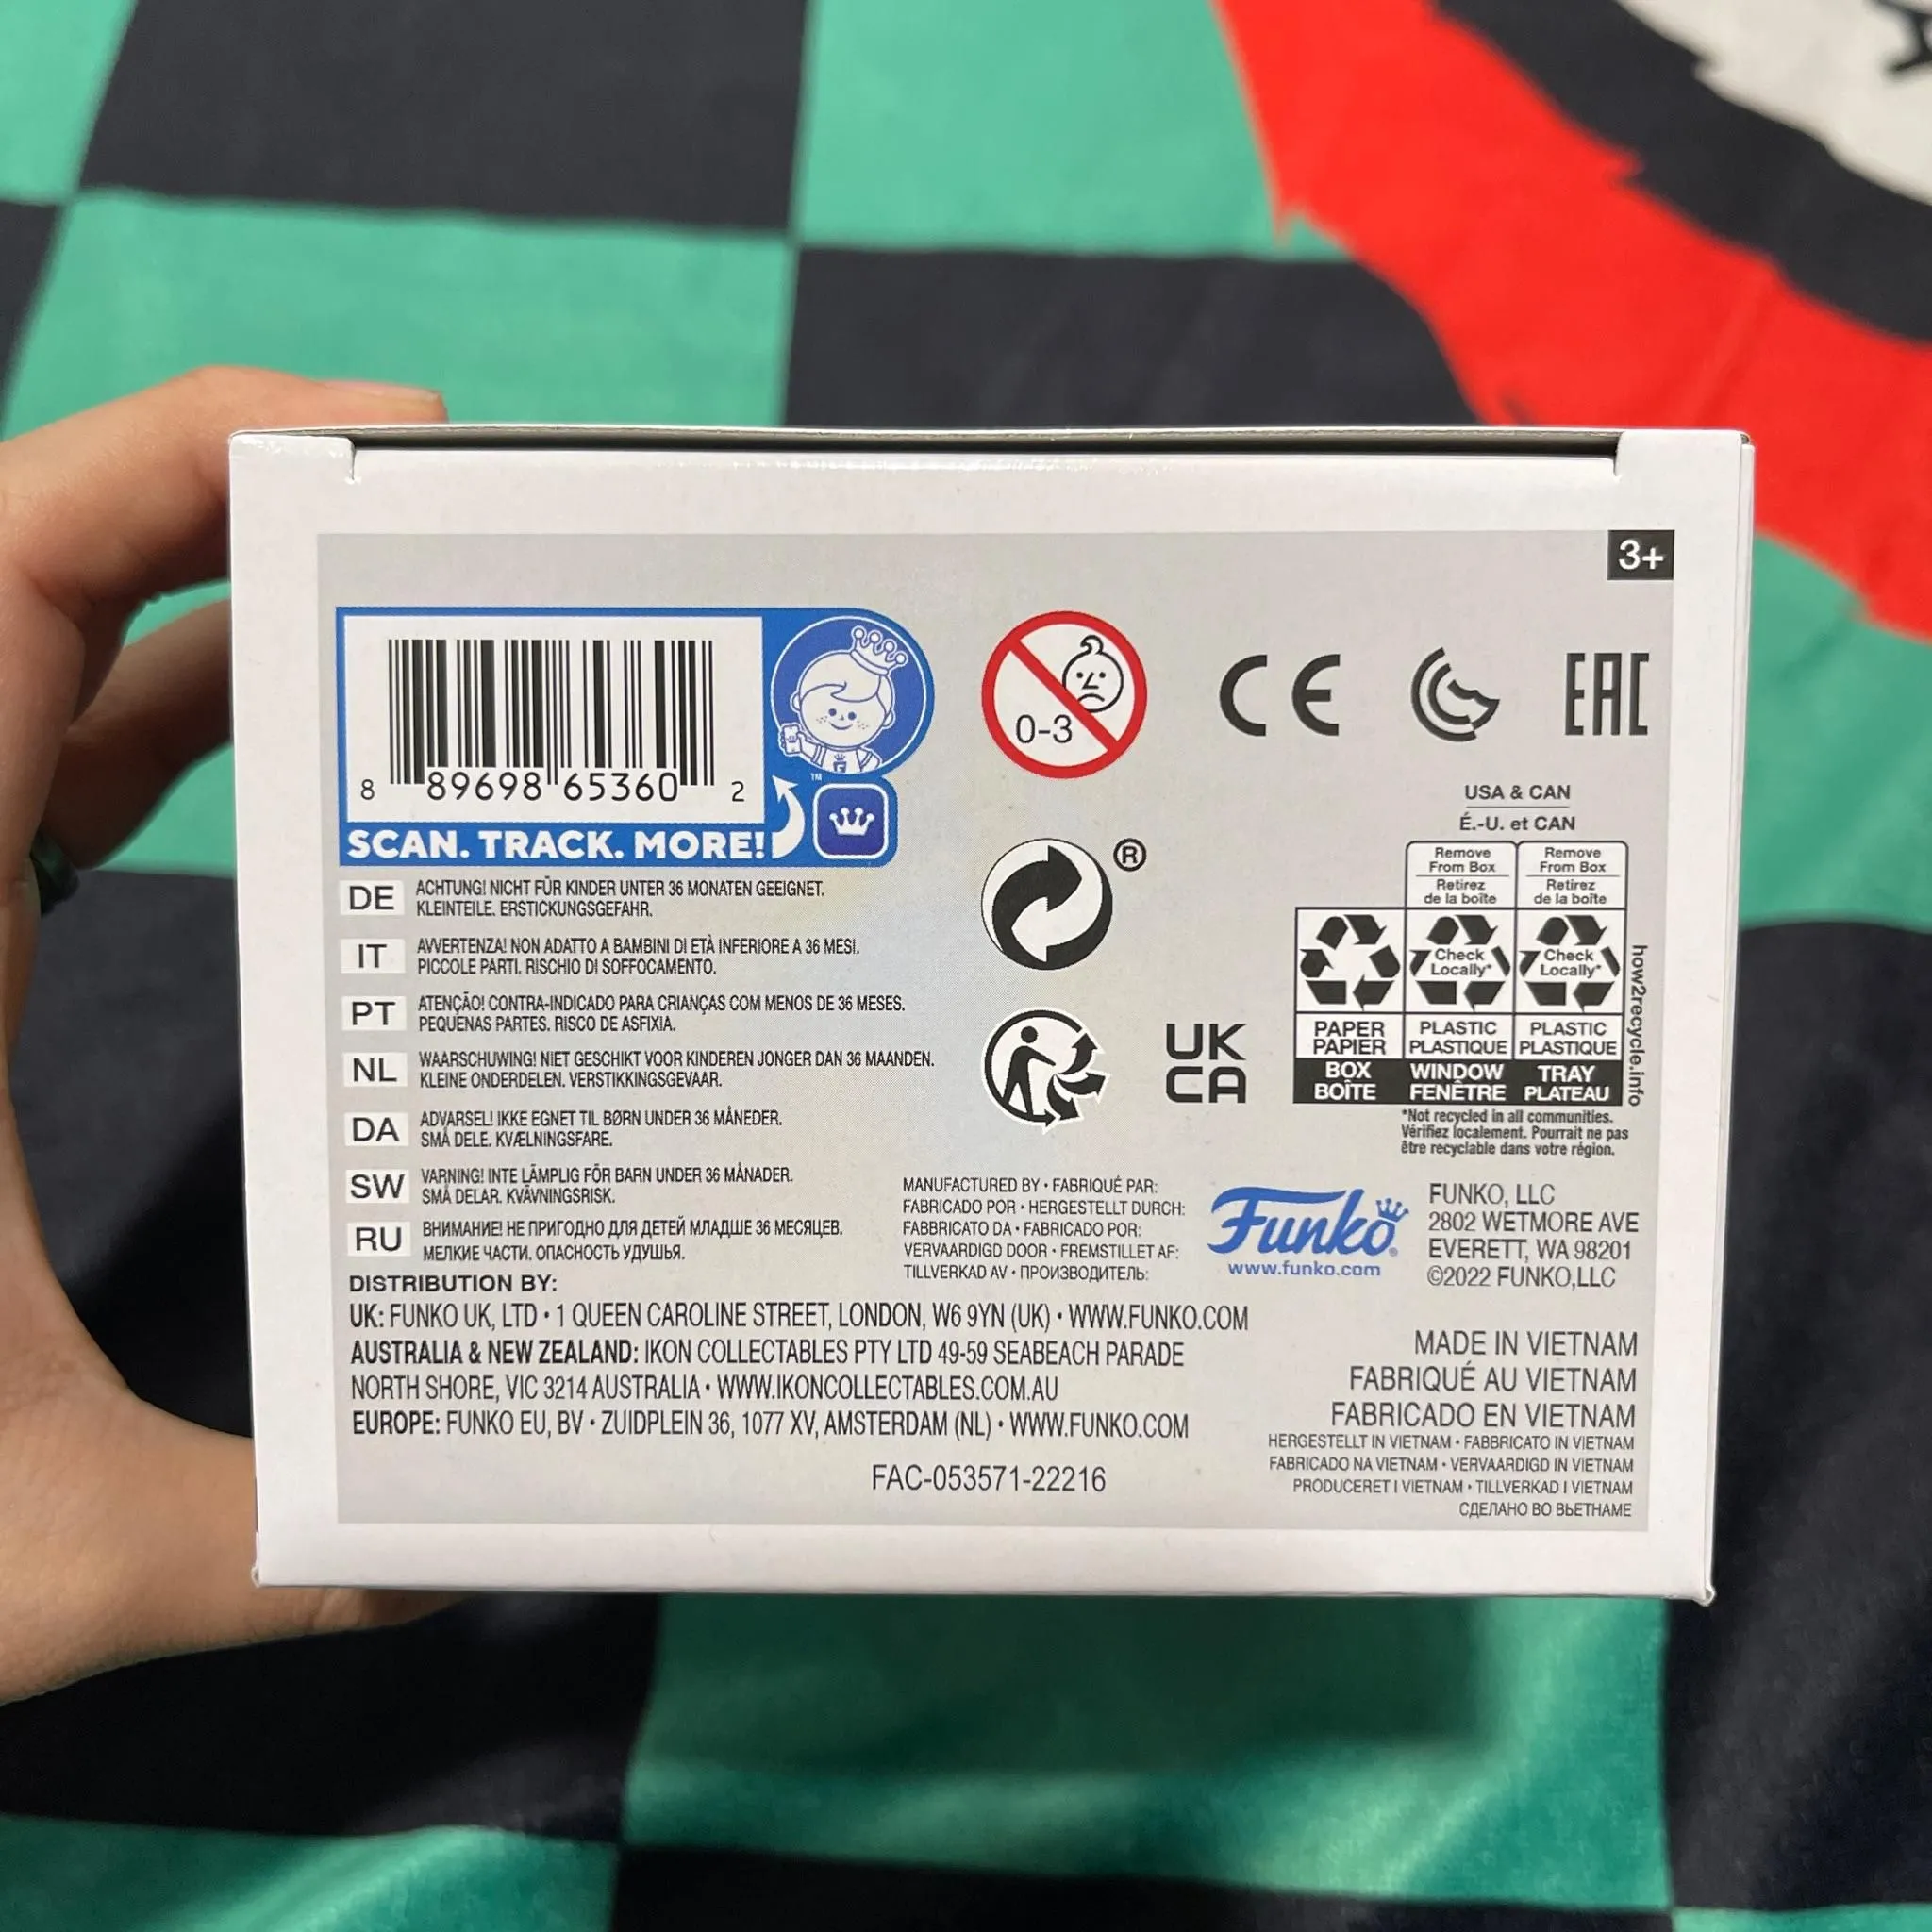 3+
8 89698 65360 2
™
SCAN. TRACK. MORE!
0-3
CE
EAC
®
DE ACHTUNG! NICHT FÜR KINDER UNTER 36 MONATEN GEEIGNET.
KLEINTEILE. ERSTICKUNGSGEFAHR.
IT AVVERTENZA! NON ADATTO A BAMBINI DI ETÀ INFERIORE A 36 MESI.
PICCOLE PARTI. RISCHIO DI SOFFOCAMENTO.
PT ATENÇÃO! CONTRA-INDICADO PARA CRIANÇAS COM MENOS DE 36 MESES.
PEQUENAS PARTES. RISCO DE ASFIXIA.
NL WAARSCHUWING! NIET GESCHIKT VOOR KINDEREN JONGER DAN 36 MAANDEN.
KLEINE ONDERDELEN. VERSTIKKINGSGEVAAR.
DA ADVARSEL! IKKE EGNET TIL BØRN UNDER 36 MÅNEDER.
SMÅ DELE. KVÆLNINGSFARE.
SW VARNING! INTE LÄMPLIG FÖR BARN UNDER 36 MÅNADER.
SMÅ DELAR. KVÄVNINGSRISK.
RU ВНИМАНИЕ! НЕ ПРИГОДНО ДЛЯ ДЕТЕЙ МЛАДШЕ 36 МЕСЯЦЕВ.
МЕЛКИЕ ЧАСТИ. ОПАСНОСТЬ УДУШЬЯ.
UK
CA
USA & CAN
É.-U. et CAN
Remove
From Box
Retirez
de la boîte
Remove
From Box
Retirez
de la boîte
Check
Locally*
Check
Locally*
PAPER
PAPIER
PLASTIC
PLASTIQUE
PLASTIC
PLASTIQUE
BOX
BOÎTE
WINDOW
FENÊTRE
TRAY
PLATEAU
how2recycle.info
*Not recycled in all communities.
Vérifiez localement. Pourrait ne pas
être recyclable dans votre région.
MANUFACTURED BY • FABRIQUÉ PAR:
FABRICADO POR • HERGESTELLT DURCH:
FABBRICATO DA • FABRICADO POR:
VERVAARDIGD DOOR • FREMSTILLET AF:
TILLVERKAD AV • ПРОИЗВОДИТЕЛЬ:
Funko®
www.funko.com
FUNKO, LLC
2802 WETMORE AVE
EVERETT, WA 98201
©2022 FUNKO,LLC
DISTRIBUTION BY:
UK: FUNKO UK, LTD • 1 QUEEN CAROLINE STREET, LONDON, W6 9YN (UK) • WWW.FUNKO.COM
AUSTRALIA & NEW ZEALAND: IKON COLLECTABLES PTY LTD 49-59 SEABEACH PARADE
NORTH SHORE, VIC 3214 AUSTRALIA • WWW.IKONCOLLECTABLES.COM.AU
EUROPE: FUNKO EU, BV • ZUIDPLEIN 36, 1077 XV, AMSTERDAM (NL) • WWW.FUNKO.COM
FAC-053571-22216
MADE IN VIETNAM
FABRIQUÉ AU VIETNAM
FABRICADO EN VIETNAM
HERGESTELLT IN VIETNAM • FABBRICATO IN VIETNAM
FABRICADO NA VIETNAM • VERVAARDIGD IN VIETNAM
PRODUCERET I VIETNAM • TILLVERKAD I VIETNAM
СДЕЛАНО ВО ВЬЕТНАМЕ